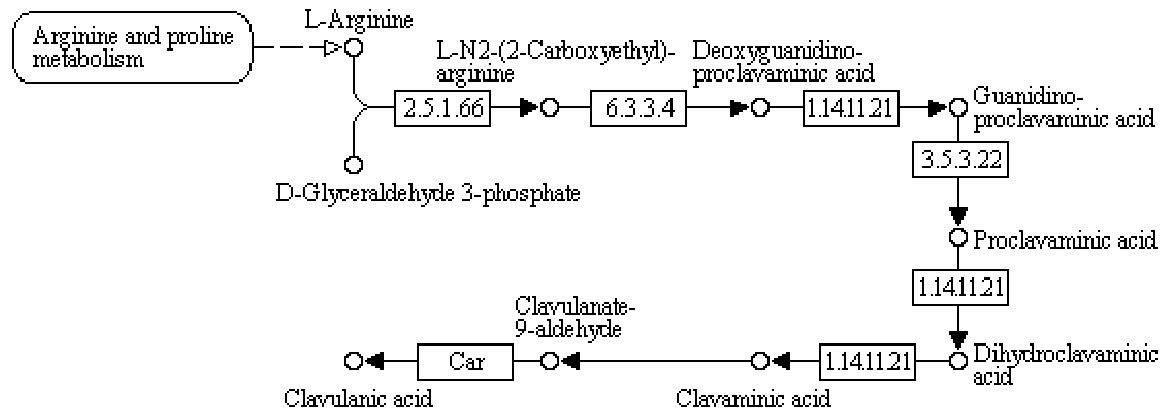 L-Arginine
Arginine and proline
metabolism
L-N2-(2-Carboxyethyl)-
arginine
Deoxyguanidino-
proclavaminic acid
2.5.1.66
6.3.3.4
1.14.11.21
Guanidino-
proclavaminic acid
3.5.3.22
D-Glyceraldehyde 3-phosphate
Proclavaminic acid
1.14.11.21
Clavulanate-
9-aldehyde
Car
1.14.11.21
Dihydroclavaminic
acid
Clavulanic acid
Clavaminic acid